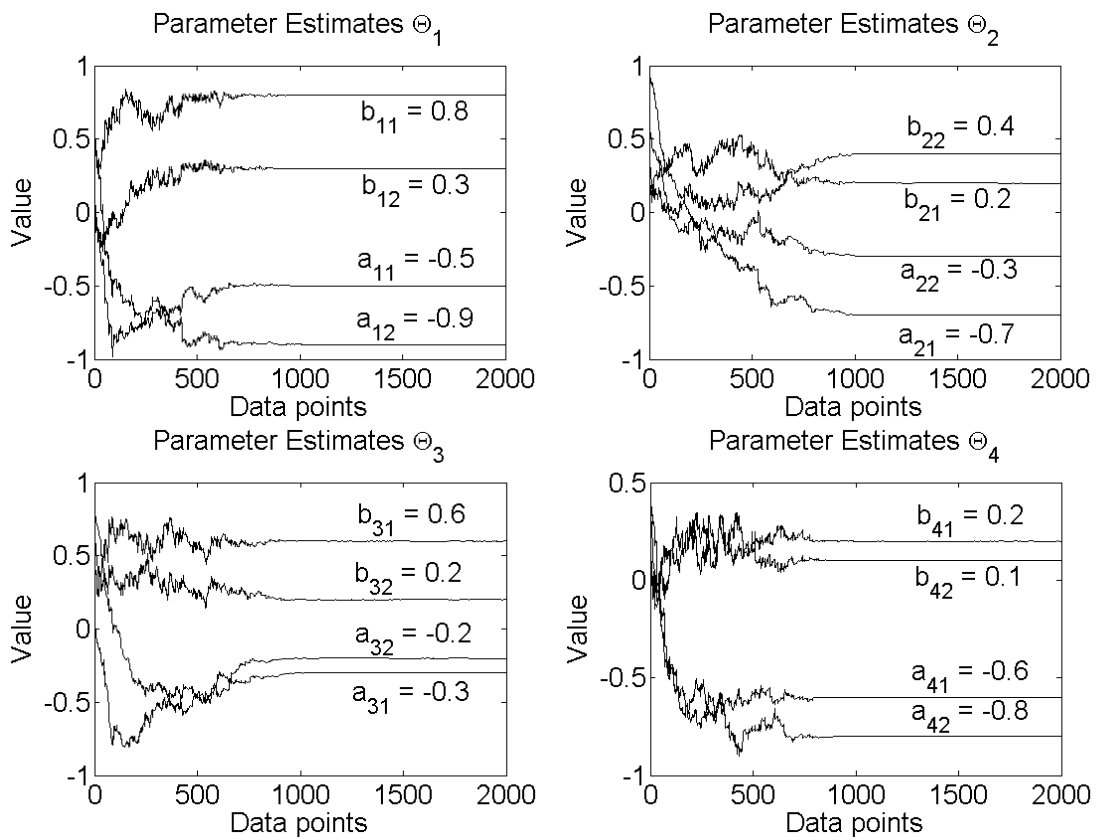 Parameter Estimates Θ1
1
0.5
0
-0.5
-1
Value
b11 = 0.8
b12 = 0.3
a11 = -0.5
a12 = -0.9
0 500 1000 1500 2000
Data points
Parameter Estimates Θ2
1
0.5
0
-0.5
-1
Value
b22 = 0.4
b21 = 0.2
a22 = -0.3
a21 = -0.7
0 500 1000 1500 2000
Data points
Parameter Estimates Θ3
1
0.5
0
-0.5
-1
Value
b31 = 0.6
b32 = 0.2
a32 = -0.2
a31 = -0.3
0 500 1000 1500 2000
Data points
Parameter Estimates Θ4
0.5
0
-0.5
-1
Value
b41 = 0.2
b42 = 0.1
a41 = -0.6
a42 = -0.8
0 500 1000 1500 2000
Data points